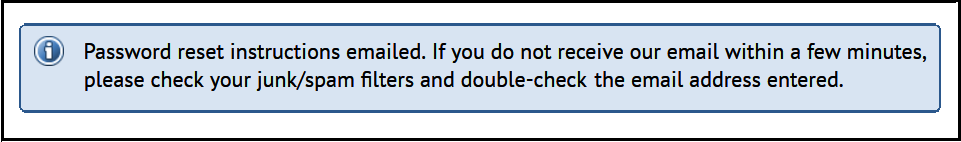 Password reset instructions emailed. If you do not receive our email within a few minutes,
please check your junk/spam filters and double-check the email address entered.